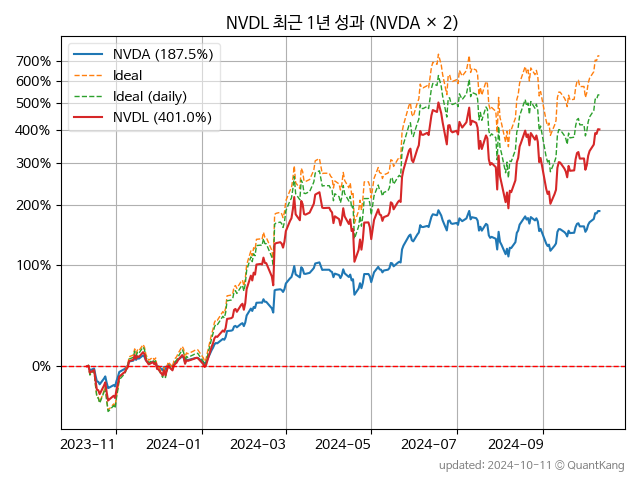 NVDL 최근 1년 성과 (NVDA × 2)
NVDA (187.5%)
Ideal
Ideal (daily)
NVDL (401.0%)
700%
600%
500%
400%
300%
200%
100%
0%
2023-11 2024-01 2024-03 2024-05 2024-07 2024-09
updated: 2024-10-11 © QuantKang